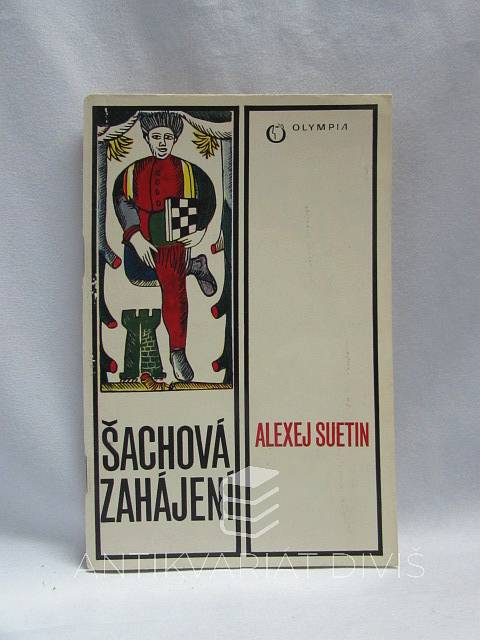 OLYMPIA
ALEXEJ SUETIN
ŠACHOVÁ
ZAHÁJENÍ
ANTIKVARIÁT DIVIŠ